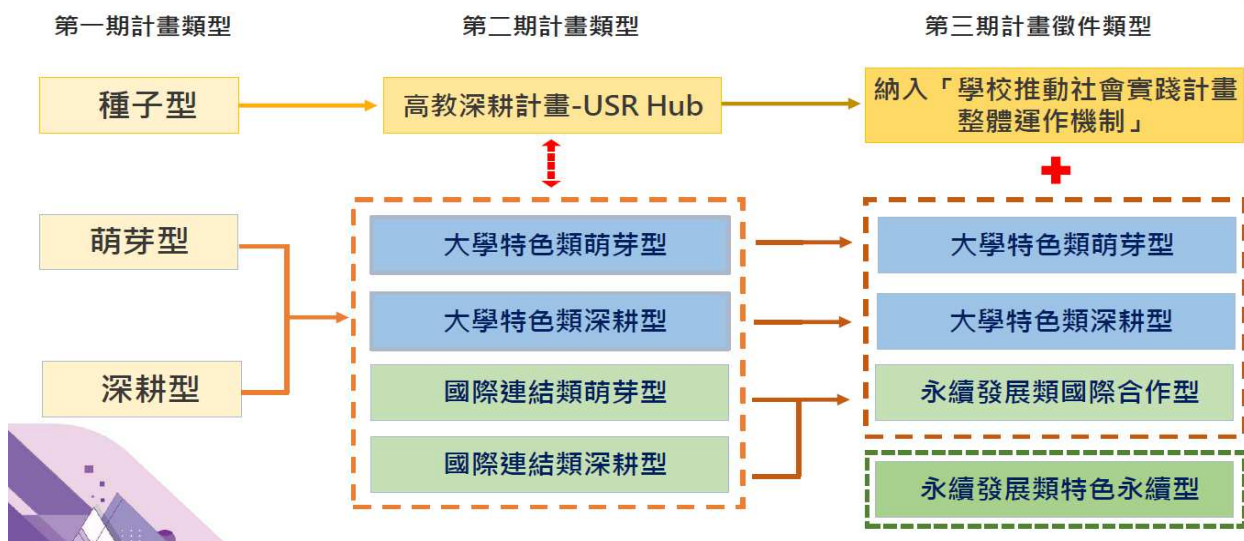 第一期計畫類型
第二期計畫類型
第三期計畫徵件類型
種子型
高教深耕計畫-USR Hub
納入「學校推動社會實踐計畫
整體運作機制」
萌芽型
大學特色類萌芽型
大學特色類萌芽型
大學特色類深耕型
大學特色類深耕型
深耕型
國際連結類萌芽型
永續發展類國際合作型
國際連結類深耕型
永續發展類特色永續型